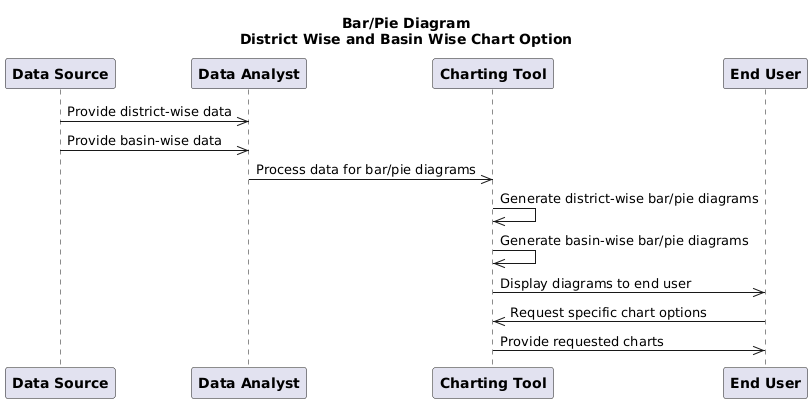 Bar/Pie Diagram
District Wise and Basin Wise Chart Option
Data Source
Data Analyst
Charting Tool
End User
Provide district-wise data
Provide basin-wise data
Process data for bar/pie diagrams
Generate district-wise bar/pie diagrams
Generate basin-wise bar/pie diagrams
Display diagrams to end user
Request specific chart options
Provide requested charts
Data Source
Data Analyst
Charting Tool
End User